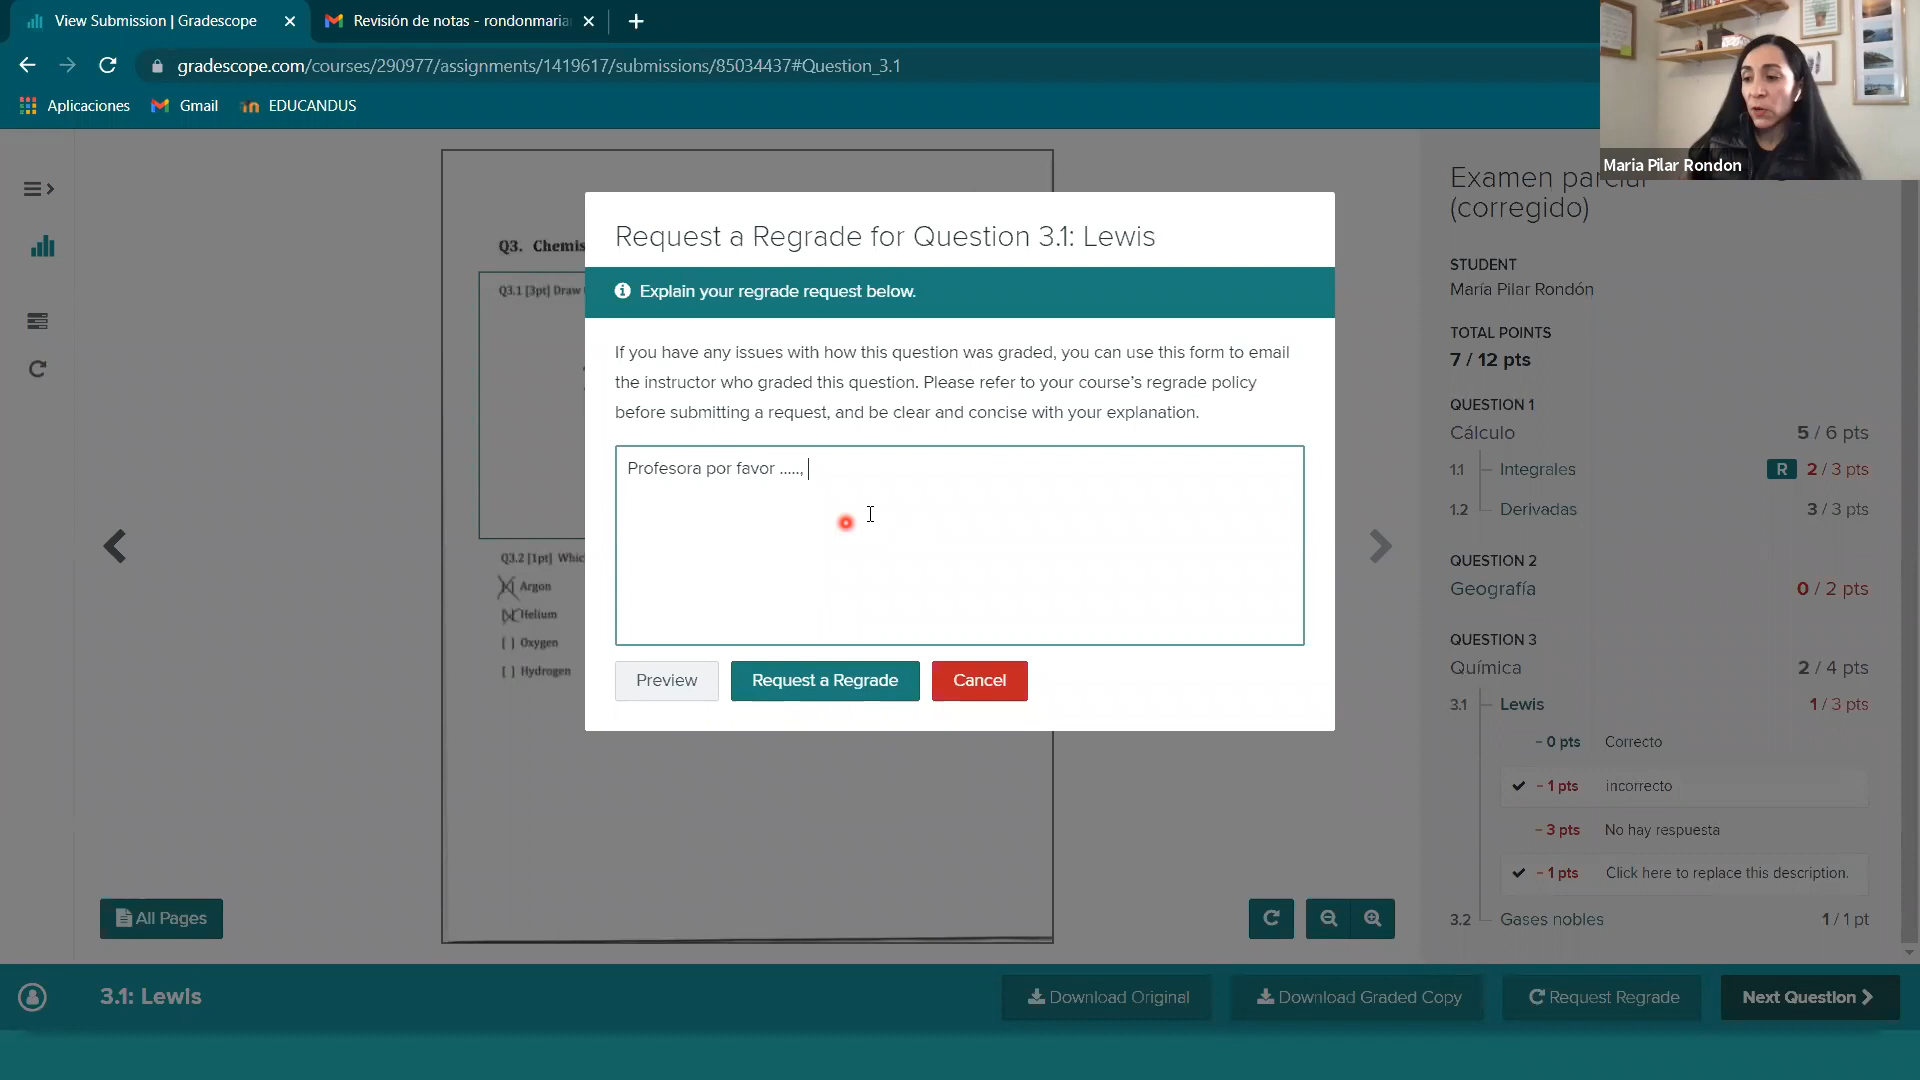 View Submission | Gradescope
Revisión de notas - rondonmaria
gradescope.com/courses/290977/assignments/1419617/submissions/85034437#Question_3.1
Aplicaciones
Gmail
EDUCANDUS
Maria Pilar Rondon
Q3. Chemis
Q3.1 [3pt] Draw
Q3.2 [1pt] Whic
Argon
Helium
[ ] Oxygen
[ ] Hydrogen
All Pages
Request a Regrade for Question 3.1: Lewis
Explain your regrade request below.
If you have any issues with how this question was graded, you can use this form to email
the instructor who graded this question. Please refer to your course's regrade policy
before submitting a request, and be clear and concise with your explanation.
Profesora por favor .....,
Preview
Request a Regrade
Cancel
Examen parcial
(corregido)
STUDENT
María Pilar Rondón
TOTAL POINTS
7 / 12 pts
QUESTION 1
Cálculo 5 / 6 pts
1.1 Integrales R 2 / 3 pts
1.2 Derivadas 3 / 3 pts
QUESTION 2
Geografía 0 / 2 pts
QUESTION 3
Química 2 / 4 pts
3.1 Lewis 1 / 3 pts
- 0 pts Correcto
- 1 pts incorrecto
- 3 pts No hay respuesta
- 1 pts Click here to replace this description.
3.2 Gases nobles 1 / 1 pt
3.1: Lewis
Download Original
Download Graded Copy
Request Regrade
Next Question